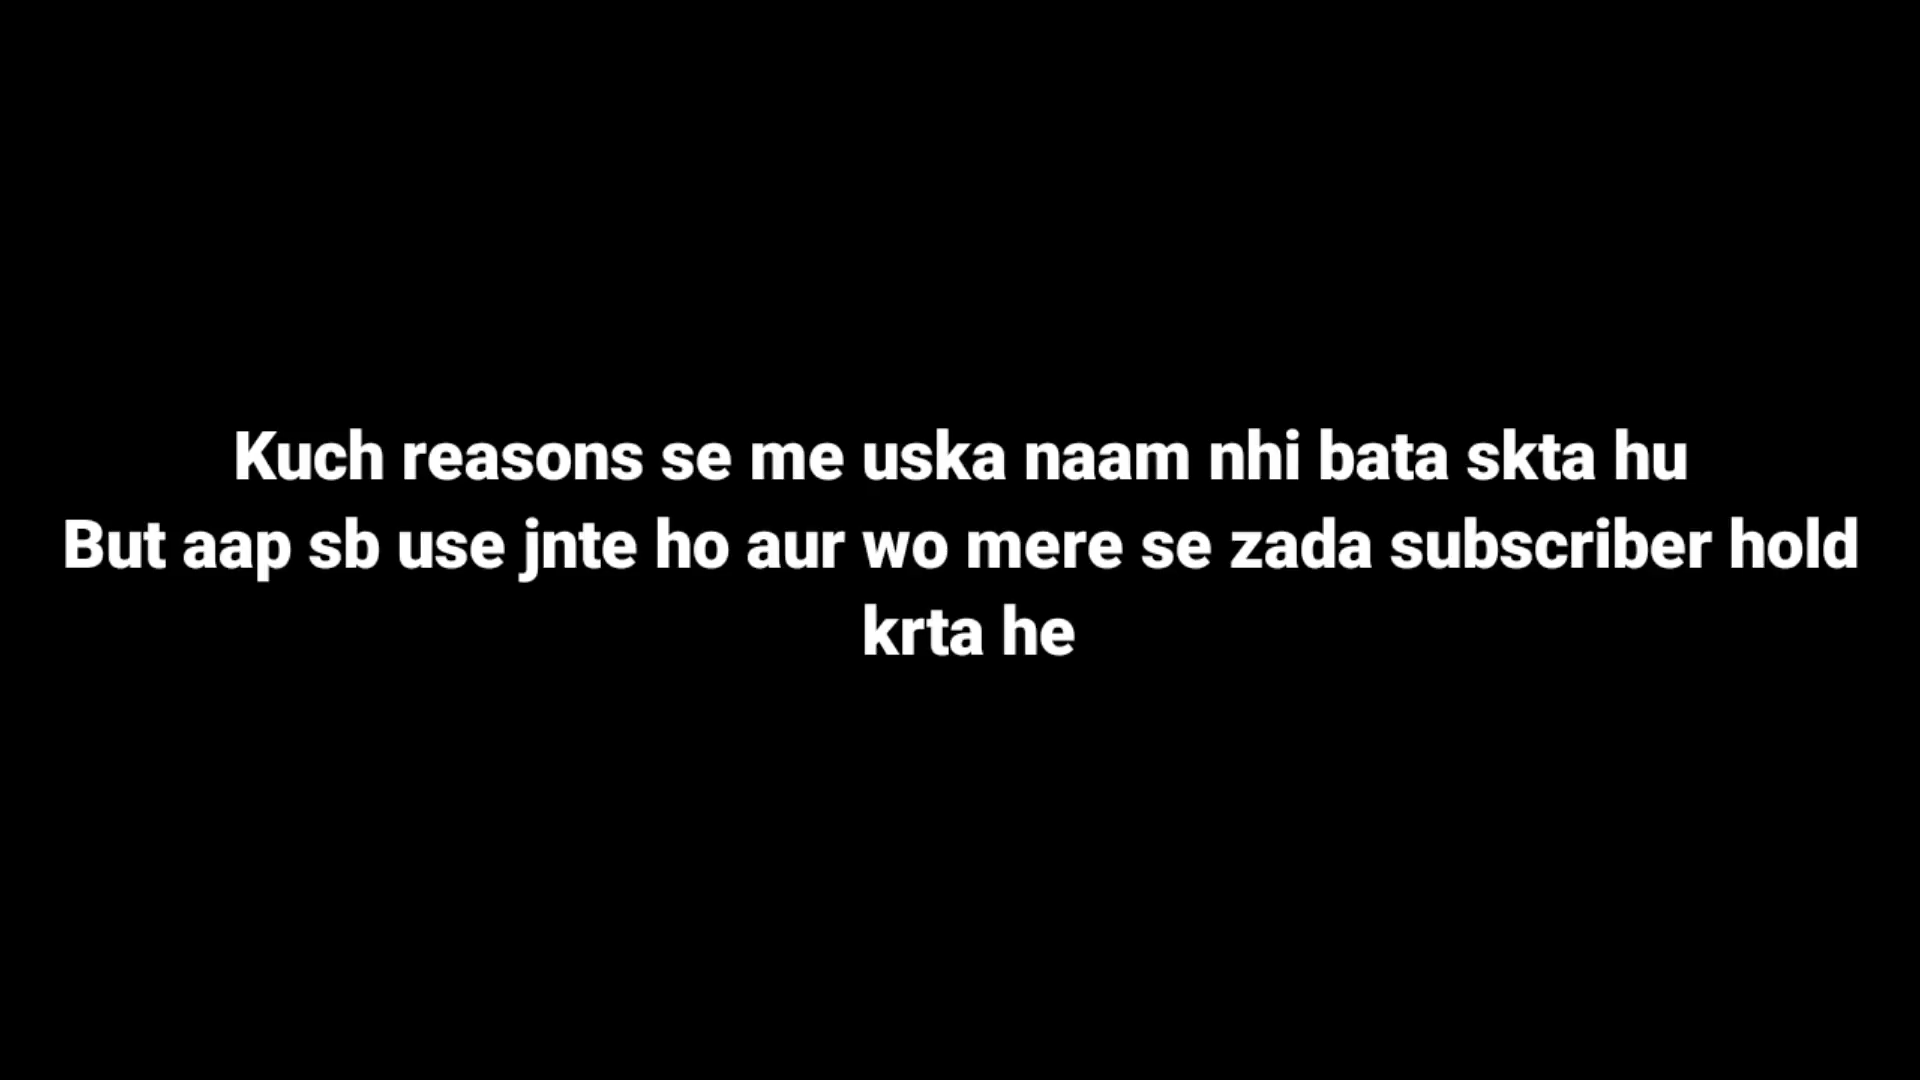 Kuch reasons se me uska naam nhi bata skta hu
But aap sb use jnte ho aur wo mere se zada subscriber hold
krta he